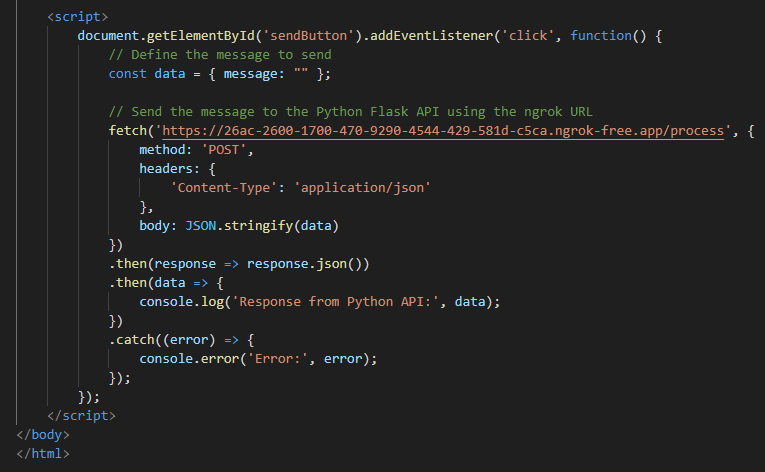 <script>
document.getElementById('sendButton').addEventListener('click', function() {
// Define the message to send
const data = { message: "" };
// Send the message to the Python Flask API using the ngrok URL
fetch('https://26ac-2600-1700-470-9290-4544-429-581d-c5ca.ngrok-free.app/process', {
method: 'POST',
headers: {
'Content-Type': 'application/json'
},
body: JSON.stringify(data)
})
.then(response => response.json())
.then(data => {
console.log('Response from Python API:', data);
})
.catch((error) => {
console.error('Error:', error);
});
});
</script>
</body>
</html>